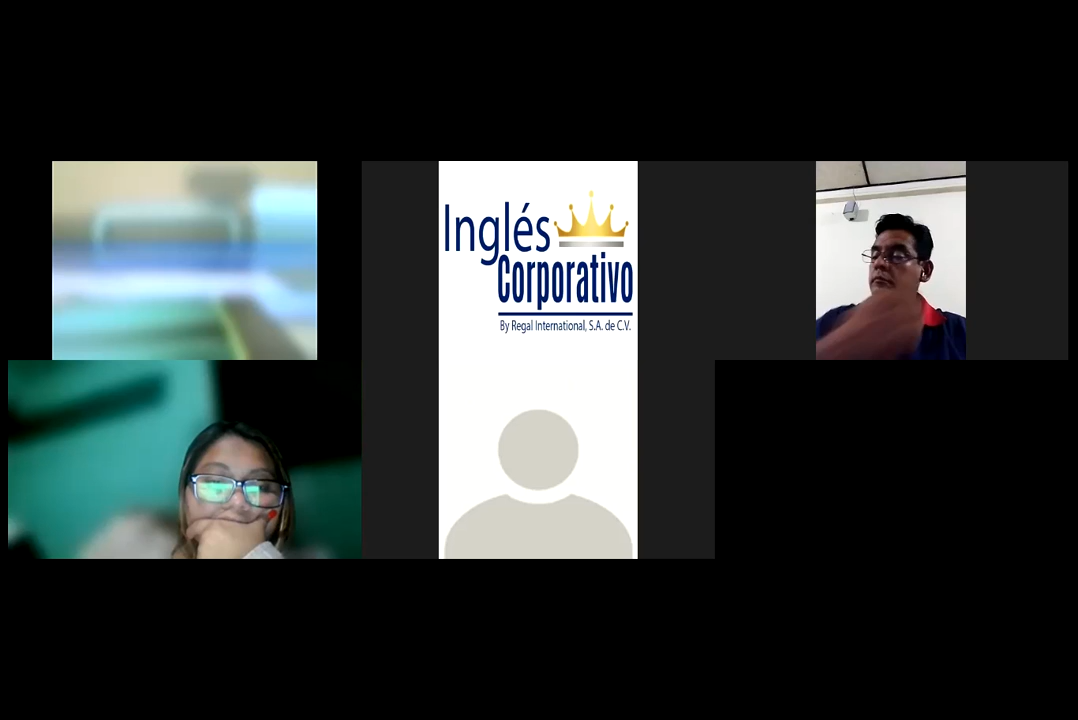 Inglés
Corporativo
By Regal International, S.A. de C.V.